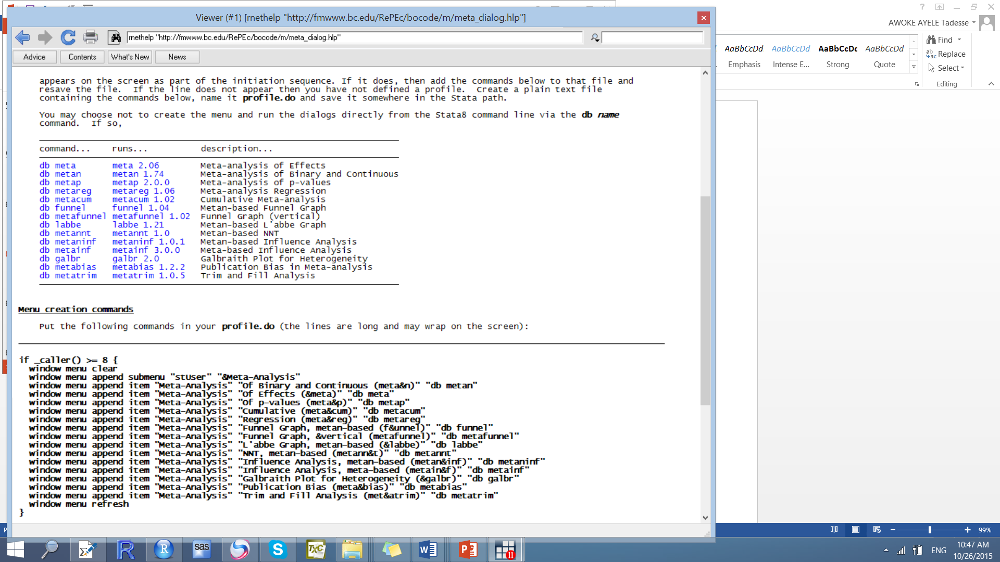 Viewer (#1) [rnethelp "http://fmwww.bc.edu/RePEc/bocode/m/meta_dialog.hlp"]
?
AWOKE AYELE Tadesse
rnethelp "http://fmwww.bc.edu/RePEc/bocode/m/meta_dialog.hlp"
Advice Contents What's New News
AaBbCcDd AaBbCcDd AaBbCcDc AaBbCcDd
Emphasis Intense E... Strong Quote
Find
Replace
Select
Editing
appears on the screen as part of the initiation sequence. If it does, then add the commands below to that file and
resave the file. If the line does not appear then you have not defined a profile. Create a plain text file
containing the commands below, name it profile.do and save it somewhere in the Stata path.
You may choose not to create the menu and run the dialogs directly from the Stata8 command line via the db name
command. If so,
command... runs... description...
db meta meta 2.06 Meta-analysis of Effects
db metan metan 1.74 Meta-analysis of Binary and Continuous
db metap metap 2.0.0 Meta-analysis of p-values
db metareg metareg 1.06 Meta-analysis Regression
db metacum metacum 1.02 Cumulative Meta-analysis
db funnel funnel 1.04 Metan-based Funnel Graph
db metafunnel metafunnel 1.02 Funnel Graph (vertical)
db labbe labbe 1.21 Metan-based L'abbe Graph
db metannt metannt 1.0 Metan-based NNT
db metaninf metaninf 1.0.1 Metan-based Influence Analysis
db metainf metainf 3.0.0 Meta-based Influence Analysis
db galbr galbr 2.0 Galbraith Plot for Heterogeneity
db metabias metabias 1.2.2 Publication Bias in Meta-analysis
db metatrim metatrim 1.0.5 Trim and Fill Analysis
Menu creation commands
Put the following commands in your profile.do (the lines are long and may wrap on the screen):
if _caller() >= 8 {
window menu clear
window menu append submenu "stUser" "&Meta-Analysis"
window menu append item "Meta-Analysis" "Of Binary and Continuous (meta&n)" "db metan"
window menu append item "Meta-Analysis" "Of Effects (&meta)" "db meta"
window menu append item "Meta-Analysis" "Of p-values (meta&p)" "db metap"
window menu append item "Meta-Analysis" "Cumulative (meta&cum)" "db metacum"
window menu append item "Meta-Analysis" "Regression (meta&reg)" "db metareg"
window menu append item "Meta-Analysis" "Funnel Graph, metan-based (f&unnel)" "db funnel"
window menu append item "Meta-Analysis" "Funnel Graph, &vertical (metafunnel)" "db metafunnel"
window menu append item "Meta-Analysis" "L'abbe Graph, metan-based (&labbe)" "db labbe"
window menu append item "Meta-Analysis" "NNT, metan-based (metann&t)" "db metannt"
window menu append item "Meta-Analysis" "Influence Analysis, metan-based (metan&inf)" "db metaninf"
window menu append item "Meta-Analysis" "Influence Analysis, meta-based (metain&f)" "db metainf"
window menu append item "Meta-Analysis" "Galbraith Plot for Heterogeneity (&galbr)" "db galbr"
window menu append item "Meta-Analysis" "Publication Bias (meta&bias)" "db metabias"
window menu append item "Meta-Analysis" "Trim and Fill Analysis (met&atrim)" "db metatrim"
window menu refresh
}
99%
R R sas S TXC W P 11
ENG
10:47 AM
10/26/2015